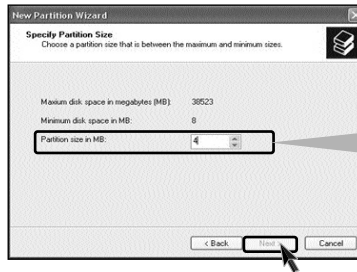 New Partition Wizard
Specify Partition Size
Choose a partition size that is between the maximum and minimum sizes.
Maxium disk space in megabytes (MB): 38523
Minimum disk space in MB: 8
Partition size in MB: 4
< Back Next > Cancel